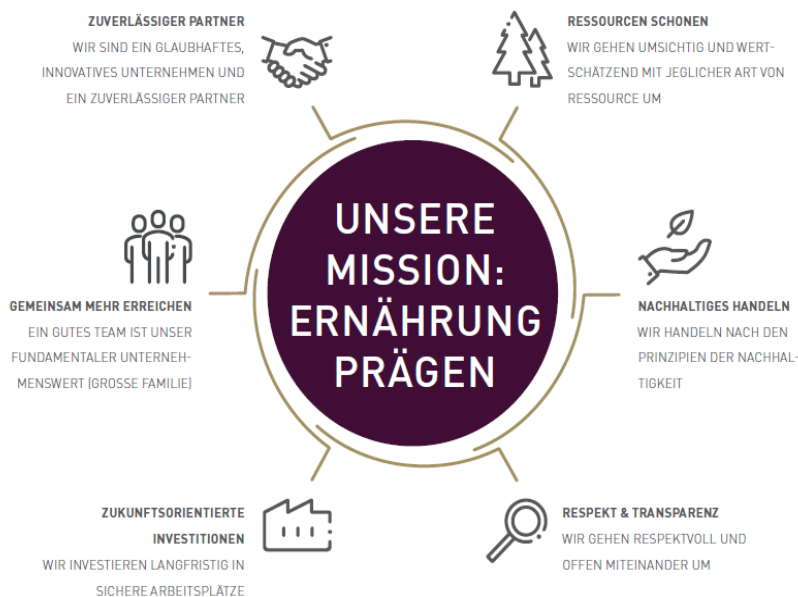 ZUVERLÄSSIGER PARTNER
WIR SIND EIN GLAUBHAFTES,
INNOVATIVES UNTERNEHMEN UND
EIN ZUVERLÄSSIGER PARTNER
RESSOURCEN SCHONEN
WIR GEHEN UMSICHTIG UND WERT-
SCHÄTZEND MIT JEGLICHER ART VON
RESSOURCE UM
UNSERE
MISSION:
ERNÄHRUNG
PRÄGEN
GEMEINSAM MEHR ERREICHEN
EIN GUTES TEAM IST UNSER
FUNDAMENTALER UNTERNEH-
MENSWERT (GROSSE FAMILIE)
NACHHALTIGES HANDELN
WIR HANDELN NACH DEN
PRINZIPIEN DER NACHHAL-
TIGKEIT
ZUKUNFTSORIENTIERTE
INVESTITIONEN
WIR INVESTIEREN LANGFRISTIG IN
SICHERE ARBEITSPLÄTZE
RESPEKT & TRANSPARENZ
WIR GEHEN RESPEKTVOLL UND
OFFEN MITEINANDER UM